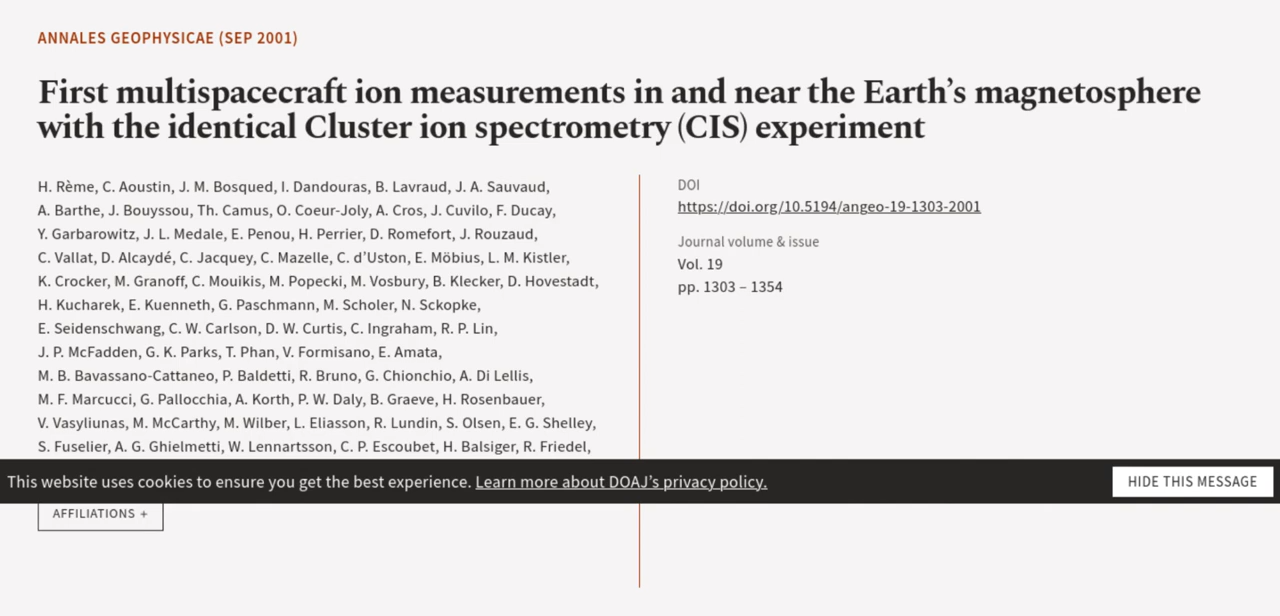 ANNALES GEOPHYSICAE (SEP 2001)
First multispacecraft ion measurements in and near the Earth’s magnetosphere
with the identical Cluster ion spectrometry (CIS) experiment
H. Rème, C. Aoustin, J. M. Bosqued, I. Dandouras, B. Lavraud, J. A. Sauvaud,
A. Barthe, J. Bouyssou, Th. Camus, O. Coeur-Joly, A. Cros, J. Cuvilo, F. Ducay,
Y. Garbarowitz, J. L. Medale, E. Penou, H. Perrier, D. Romefort, J. Rouzaud,
C. Vallat, D. Alcaydé, C. Jacquey, C. Mazelle, C. d’Uston, E. Möbius, L. M. Kistler,
K. Crocker, M. Granoff, C. Mouikis, M. Popecki, M. Vosbury, B. Klecker, D. Hovestadt,
H. Kucharek, E. Kuenneth, G. Paschmann, M. Scholer, N. Sckopke,
E. Seidenschwang, C. W. Carlson, D. W. Curtis, C. Ingraham, R. P. Lin,
J. P. McFadden, G. K. Parks, T. Phan, V. Formisano, E. Amata,
M. B. Bavassano-Cattaneo, P. Baldetti, R. Bruno, G. Chionchio, A. Di Lellis,
M. F. Marcucci, G. Pallocchia, A. Korth, P. W. Daly, B. Graeve, H. Rosenbauer,
V. Vasyliunas, M. McCarthy, M. Wilber, L. Eliasson, R. Lundin, S. Olsen, E. G. Shelley,
S. Fuselier, A. G. Ghielmetti, W. Lennartsson, C. P. Escoubet, H. Balsiger, R. Friedel,
DOI
https://doi.org/10.5194/angeo-19-1303-2001
Journal volume & issue
Vol. 19
pp. 1303 – 1354
This website uses cookies to ensure you get the best experience. Learn more about DOAJ’s privacy policy.
HIDE THIS MESSAGE
AFFILIATIONS +